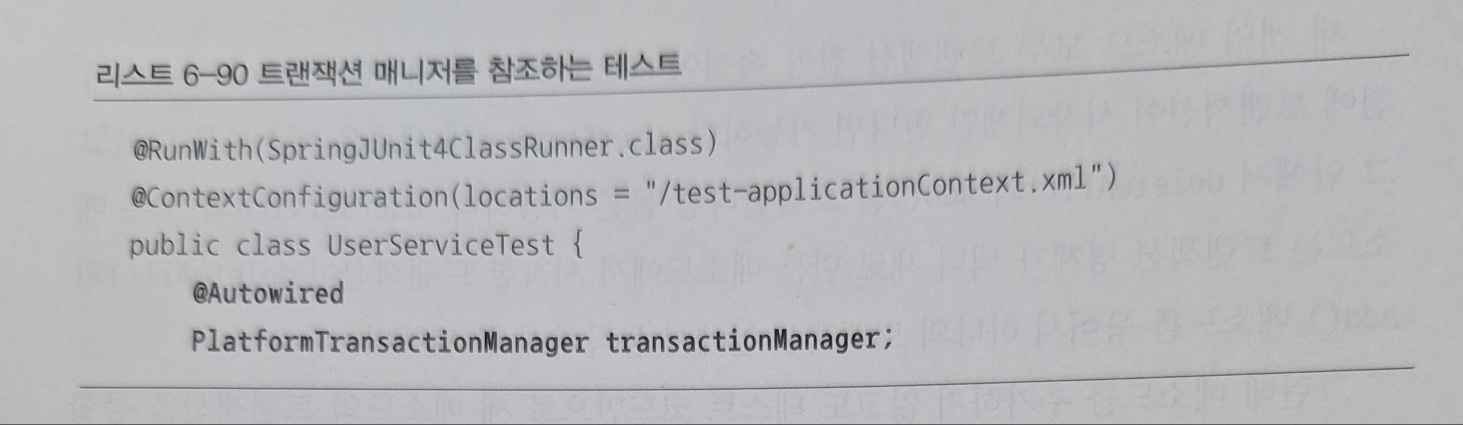 리스트 6-90 트랜잭션 매니저를 참조하는 테스트
@RunWith(SpringJUnit4ClassRunner.class)
@ContextConfiguration(locations = "/test-applicationContext.xml")
public class UserServiceTest {
@Autowired
PlatformTransactionManager transactionManager;